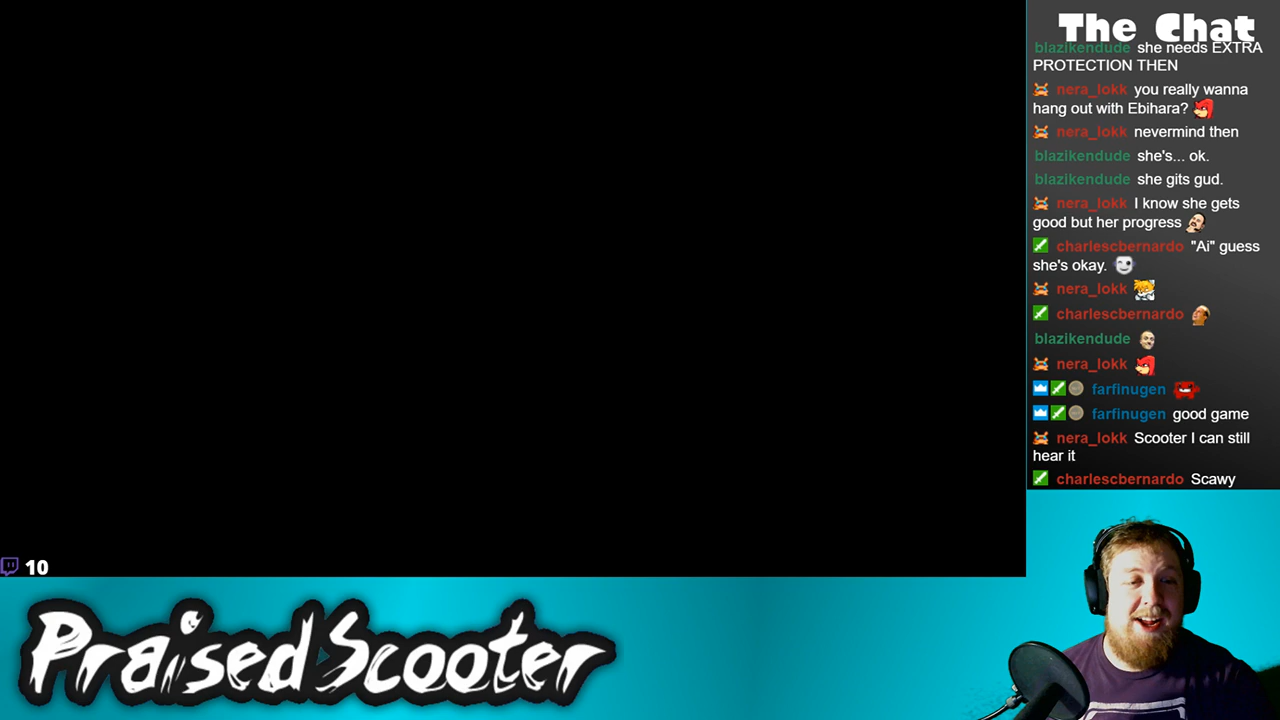 The Chat
blazikendude she needs EXTRA
PROTECTION THEN
nera_lokk you really wanna
hang out with Ebihara?
nera_lokk nevermind then
blazikendude she's... ok.
blazikendude she gits gud.
nera_lokk I know she gets
good but her progress
charlescbernardo "Ai" guess
she's okay.
nera_lokk
charlescbernardo
blazikendude
nera_lokk
farfinugen
farfinugen good game
nera_lokk Scooter I can still
hear it
charlescbernardo Scawy
10
PraisedScooter